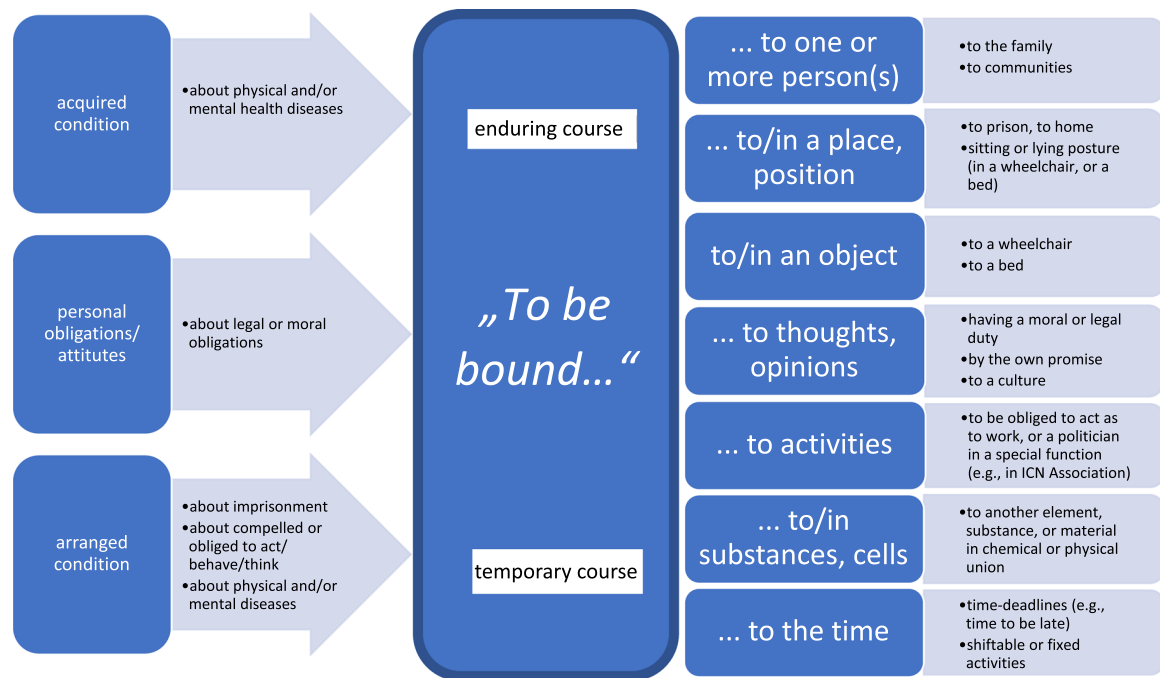 acquired
condition
•about physical and/or
mental health diseases
personal
obligations/
attitutes
•about legal or moral
obligations
arranged
condition
•about imprisonment
•about compelled or
obliged to act/
behave/think
•about physical and/or
mental diseases
enduring course
„To be
bound…“
temporary course
... to one or
more person(s)
•to the family
•to communities
... to/in a place,
position
•to prison, to home
•sitting or lying posture
(in a wheelchair, or a
bed)
to/in an object
•to a wheelchair
•to a bed
... to thoughts,
opinions
•having a moral or legal
duty
•by the own promise
•to a culture
... to activities
•to be obliged to act as
to work, or a politician
in a special function
(e.g., in ICN Association)
... to/in
substances, cells
•to another element,
substance, or material
in chemical or physical
union
... to the time
•time-deadlines (e.g.,
time to be late)
•shiftable or fixed
activities